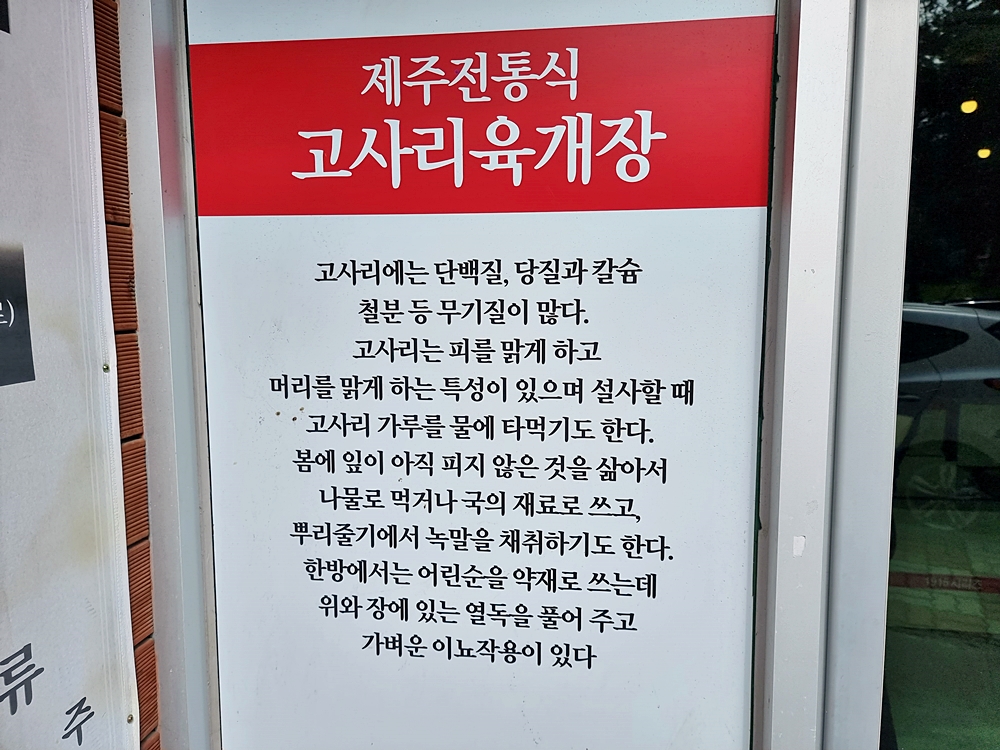 제주전통식
고사리육개장
고사리에는 단백질, 당질과 칼슘
철분 등 무기질이 많다.
고사리는 피를 맑게 하고
머리를 맑게 하는 특성이 있으며 설사할 때
고사리 가루를 물에 타먹기도 한다.
봄에 잎이 아직 피지 않은 것을 삶아서
나물로 먹거나 국의 재료로 쓰고,
뿌리줄기에서 녹말을 채취하기도 한다.
한방에서는 어린순을 약재로 쓰는데
위와 장에 있는 열독을 풀어 주고
가벼운 이뇨작용이 있다
류
주